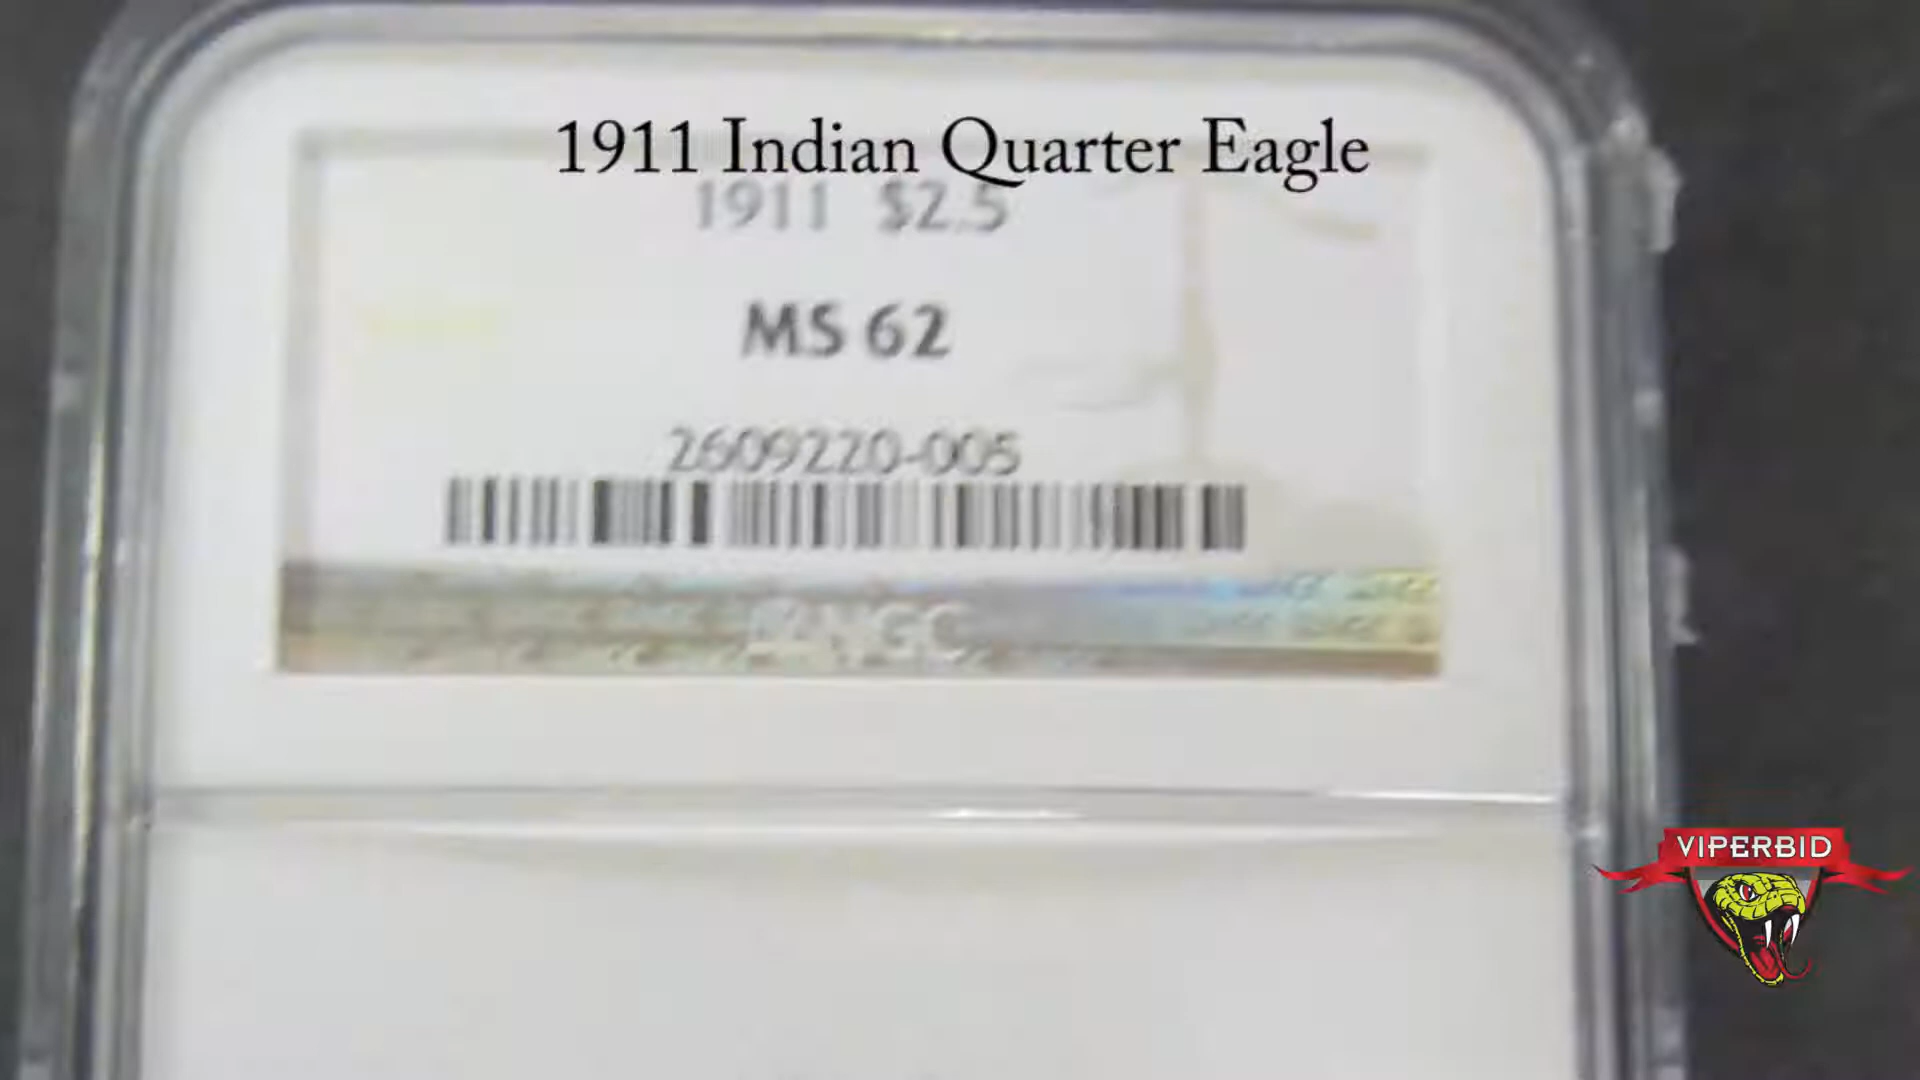 1911 Indian Quarter Eagle
1911 $2.5
MS 62
2609220-005
NGC
VIPERBID